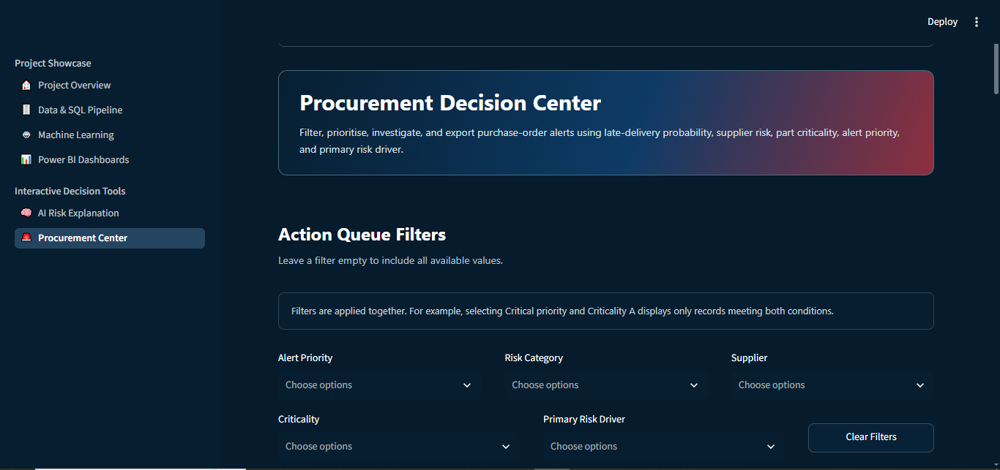 Deploy
Project Showcase
Project Overview
Data & SQL Pipeline
Machine Learning
Power BI Dashboards
Interactive Decision Tools
AI Risk Explanation
Procurement Center
Procurement Decision Center
Filter, prioritise, investigate, and export purchase-order alerts using late-delivery probability, supplier risk, part criticality, alert priority,
and primary risk driver.
Action Queue Filters
Leave a filter empty to include all available values.
Filters are applied together. For example, selecting Critical priority and Criticality A displays only records meeting both conditions.
Alert Priority
Risk Category
Supplier
Choose options
Choose options
Choose options
Criticality
Primary Risk Driver
Choose options
Choose options
Clear Filters